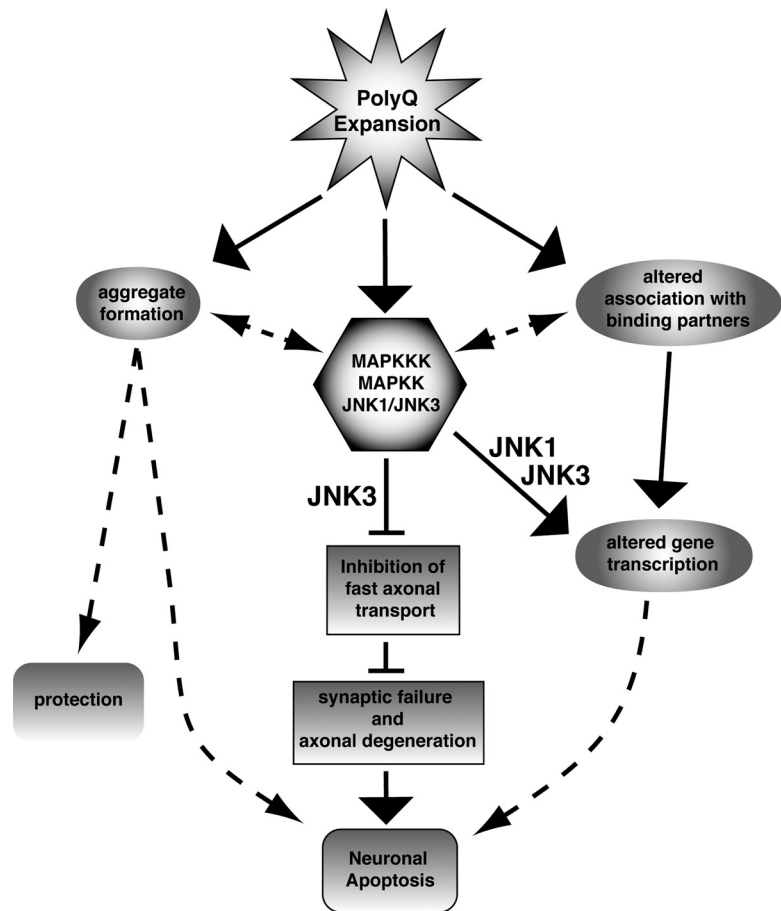 PolyQ
Expansion
aggregate
formation
altered
association with
binding partners
MAPKKK
MAPKK
JNK1/JNK3
JNK1
JNK3
JNK3
Inhibition of
fast axonal
transport
altered gene
transcription
protection
synaptic failure
and
axonal degeneration
Neuronal
Apoptosis